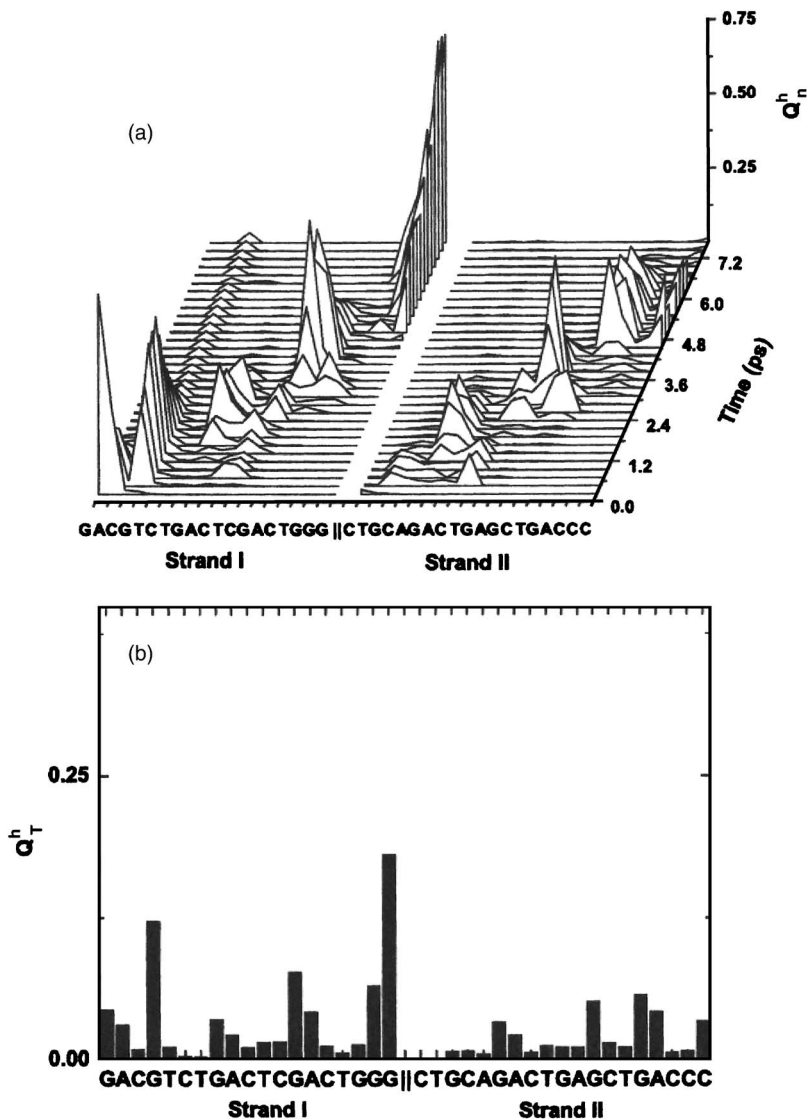 (a)
0.75
0.50
0.25
Q^h_n
7.2
6.0
4.8
3.6
2.4
1.2
0.0
Time (ps)
GACGTCTGACTCGACTGGG||CTGCAGACTGAGCTGACCC
Strand I
Strand II
(b)
0.25
0.00
Q^h_T
GACGTCTGACTCGACTGGG||CTGCAGACTGAGCTGACCC
Strand I
Strand II